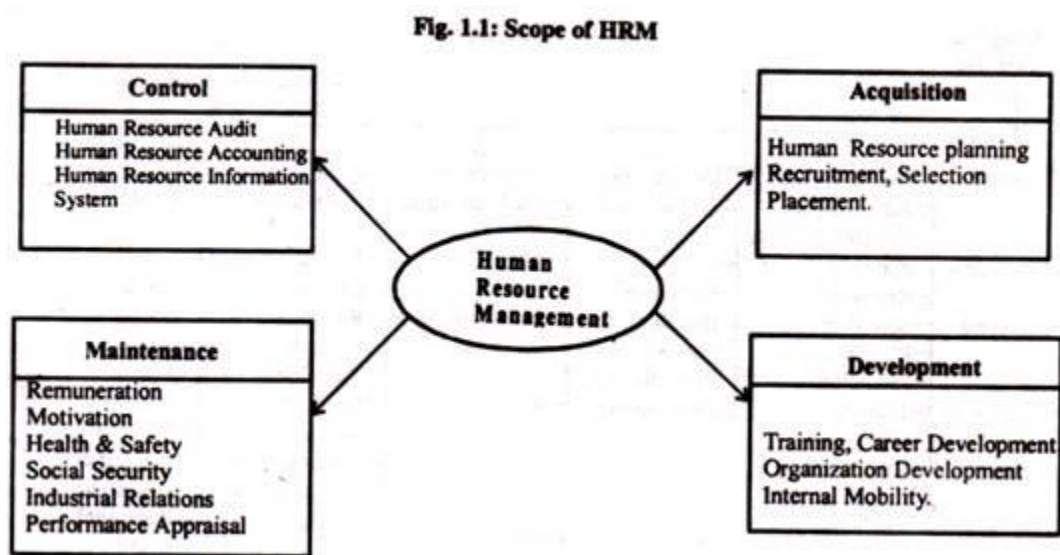 Fig. 1.1: Scope of HRM
Control
Human Resource Audit
Human Resource Accounting
Human Resource Information
System
Acquisition
Human Resource planning
Recruitment, Selection
Placement.
Human
Resource
Management
Maintenance
Remuneration
Motivation
Health & Safety
Social Security
Industrial Relations
Performance Appraisal
Development
Training, Career Development
Organization Development
Internal Mobility.